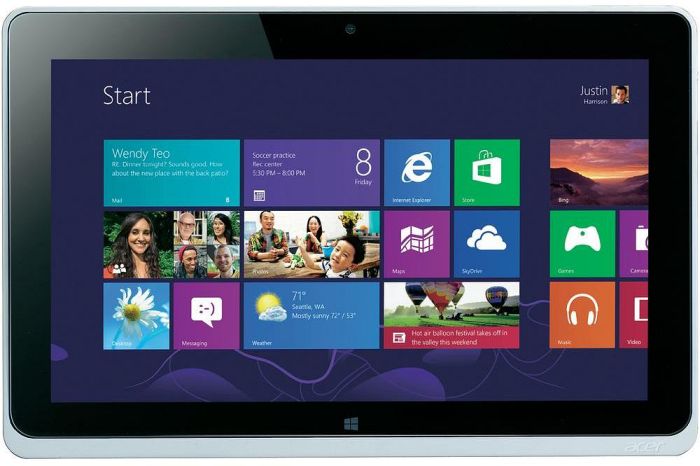 Start
Justin
Harrison
Wendy Teo
RE: Dinner tonight? Sounds good. How
about the new place with the back patio?
Mail
8
Soccer practice
Rec center
5:30 PM – 8:00 PM
8
Friday
Internet Explorer
Store
Bing
Photos
Maps
SkyDrive
Games
Camera
Desktop
Messaging
71°
Seattle, WA
Mostly sunny 72° / 53°
Weather
Hot air balloon festival takes off in
the valley this weekend
Music
Video
acer